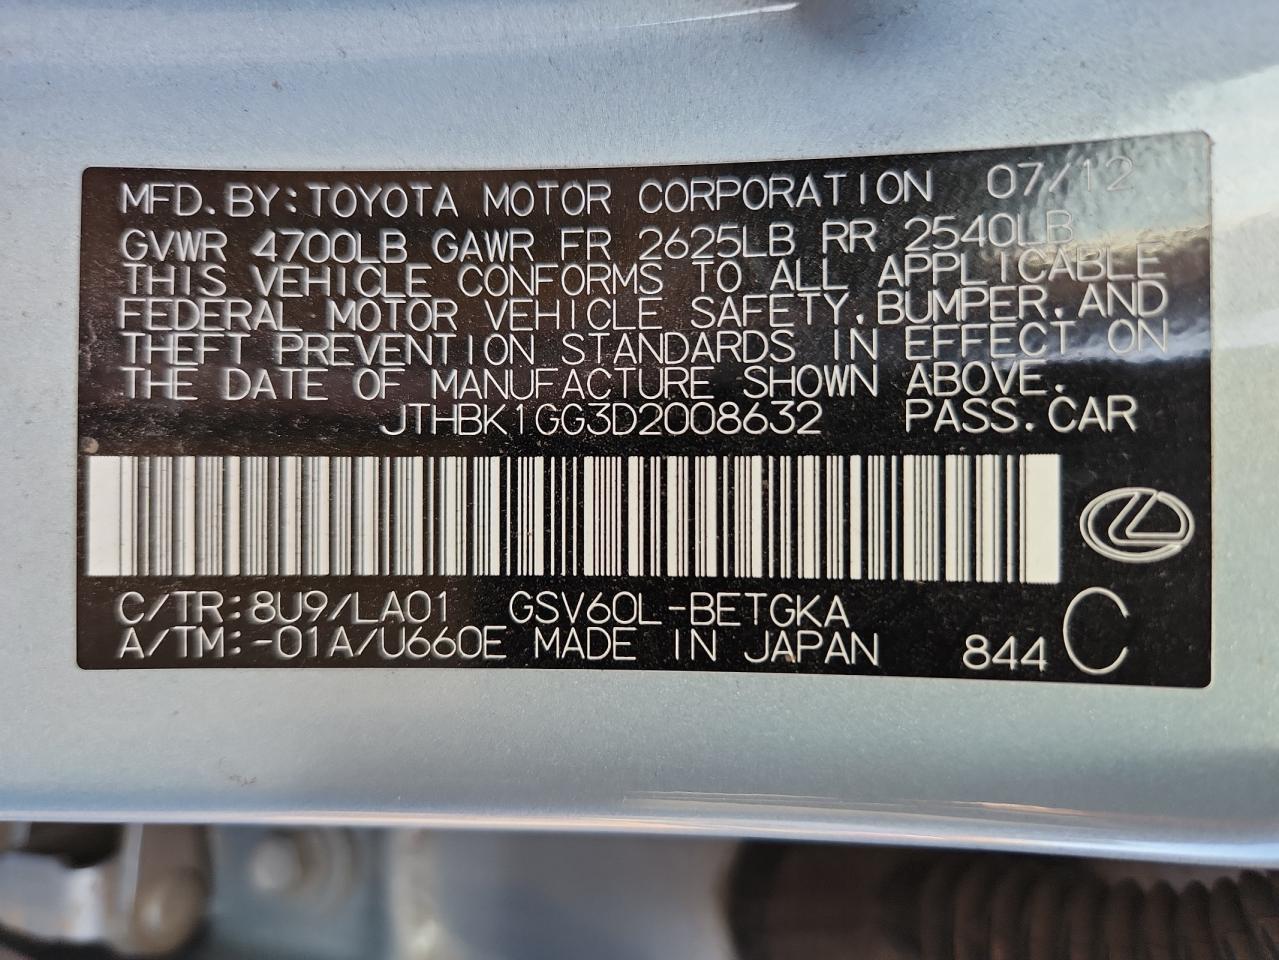 MFD.BY:TOYOTA MOTOR CORPORATION 07/12
GVWR 4700LB GAWR FR 2625LB RR 2540LB
THIS VEHICLE CONFORMS TO ALL APPLICABLE
FEDERAL MOTOR VEHICLE SAFETY,BUMPER,AND
THEFT PREVENTION STANDARDS IN EFFECT ON
THE DATE OF MANUFACTURE SHOWN ABOVE.
JTHBK1GG3D2008632 PASS.CAR
C/TR:8U9/LA01 GSV60L-BETGKA
A/TM:-01A/U660E MADE IN JAPAN 844 C